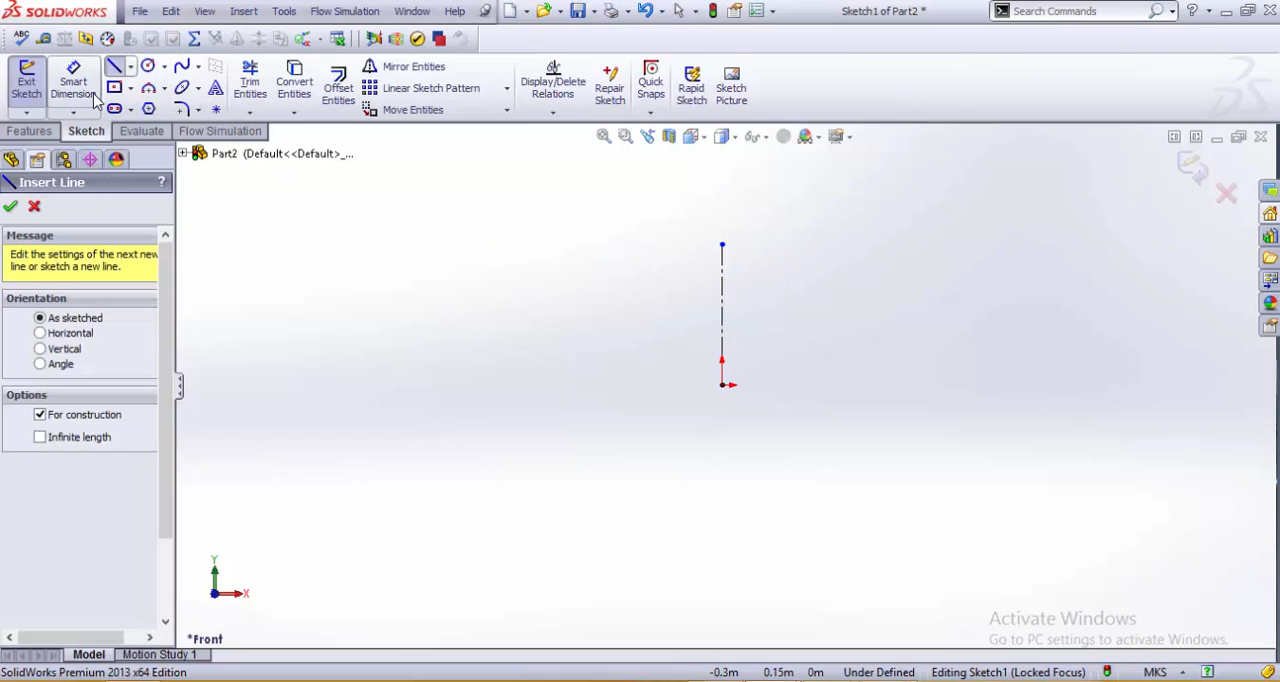 SOLIDWORKS File Edit View Insert Tools Flow Simulation Window Help Sketch1 of Part2 * Search Commands
Exit Sketch
Smart Dimension
Trim Entities
Convert Entities
Offset Entities
Mirror Entities
Linear Sketch Pattern
Move Entities
Display/Delete Relations
Repair Sketch
Quick Snaps
Rapid Sketch
Sketch Picture
Features Sketch Evaluate Flow Simulation
Part2 (Default<<Default>_...
Insert Line ?
Message
Edit the settings of the next new
line or sketch a new line.
Orientation
As sketched
Horizontal
Vertical
Angle
Options
For construction
Infinite length
Y
X
*Front
Activate Windows
Go to PC settings to activate Windows.
Model Motion Study 1
SolidWorks Premium 2013 x64 Edition -0.3m 0.15m 0m Under Defined Editing Sketch1 (Locked Focus) MKS ?